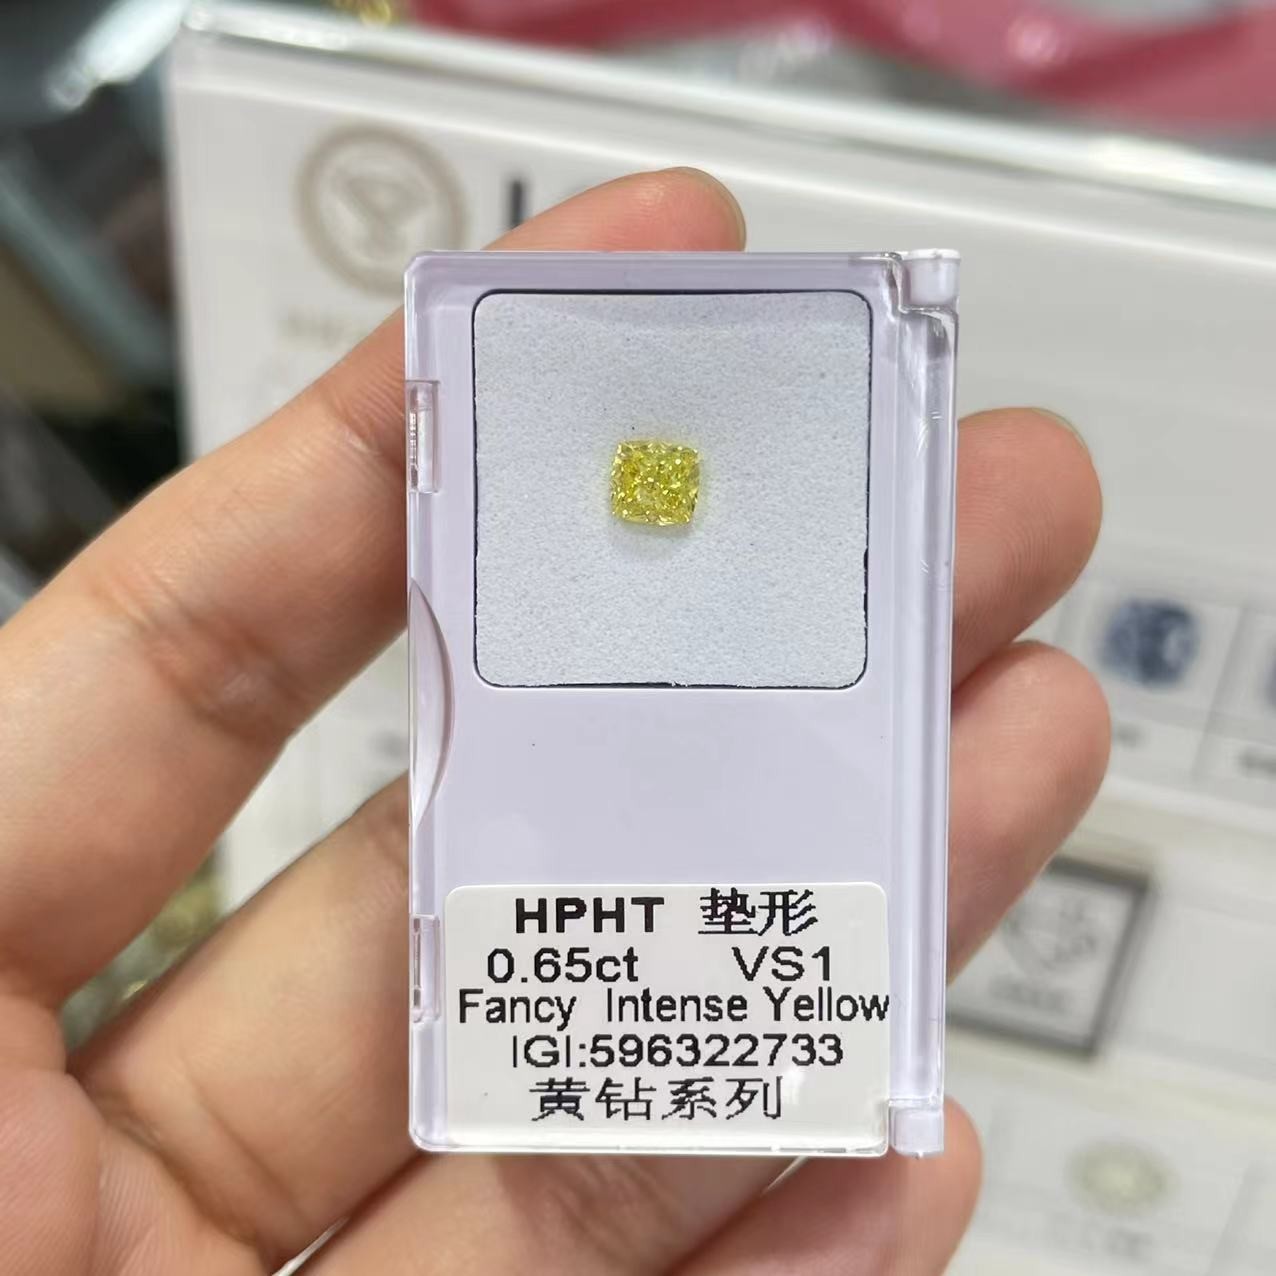 HPHT 垫形
0.65ct VS1
Fancy Intense Yellow
IGI:596322733
黄钻系列